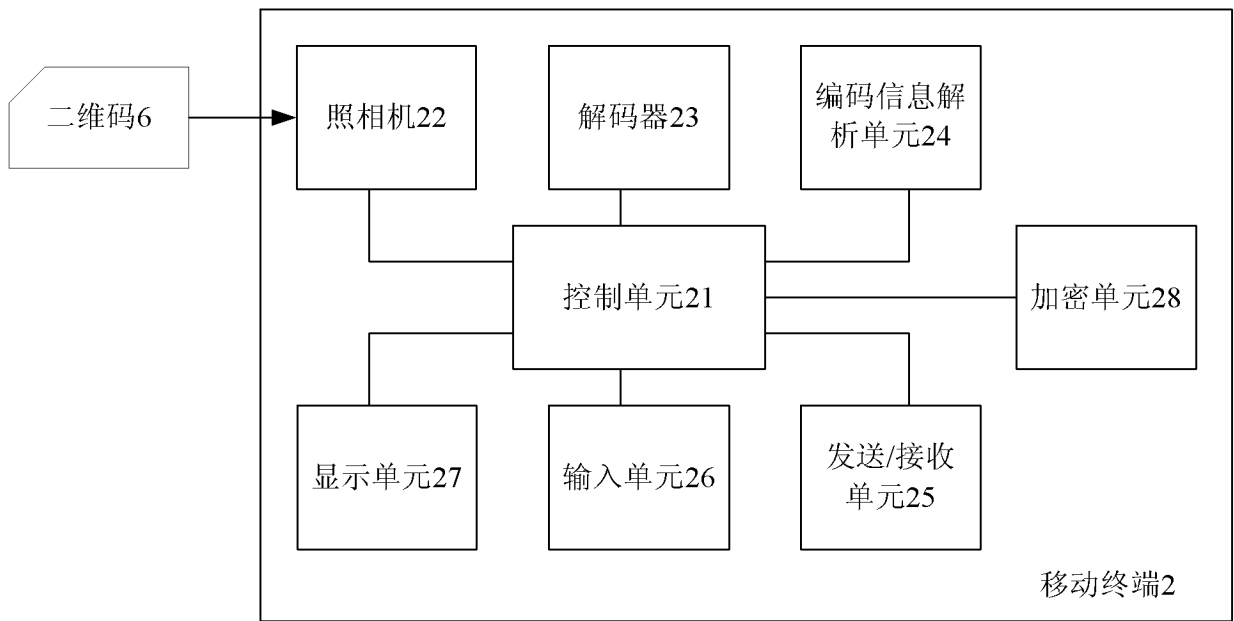 二维码6
照相机22
解码器23
编码信息解
析单元24
控制单元21
加密单元28
显示单元27
输入单元26
发送/接收
单元25
移动终端2